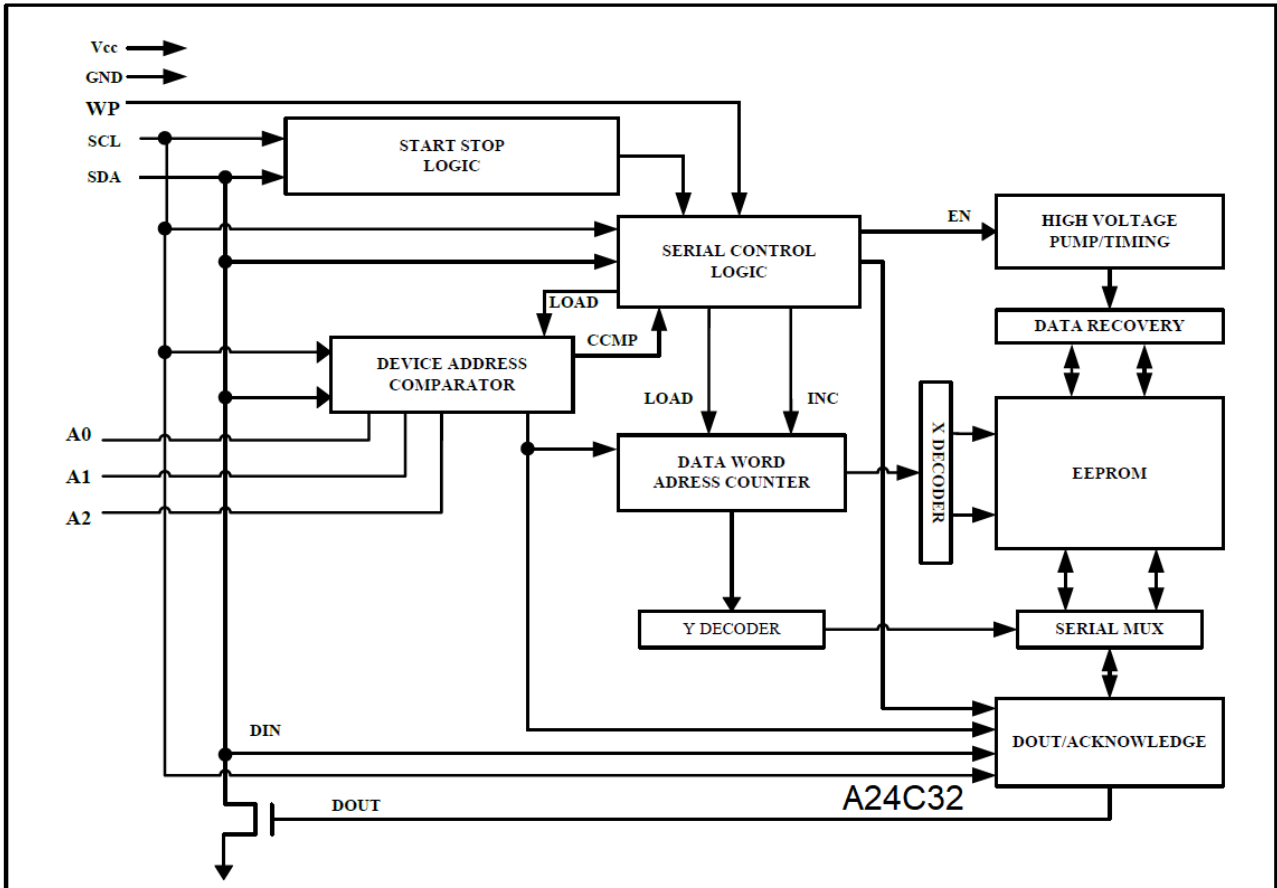 Vcc
GND
WP
SCL
SDA
START STOP
LOGIC
SERIAL CONTROL
LOGIC
EN
HIGH VOLTAGE
PUMP/TIMING
LOAD
CCMP
DATA RECOVERY
DEVICE ADDRESS
COMPARATOR
LOAD
INC
A0
A1
A2
DATA WORD
ADRESS COUNTER
X DECODER
EEPROM
Y DECODER
SERIAL MUX
DIN
DOUT/ACKNOWLEDGE
DOUT
A24C32